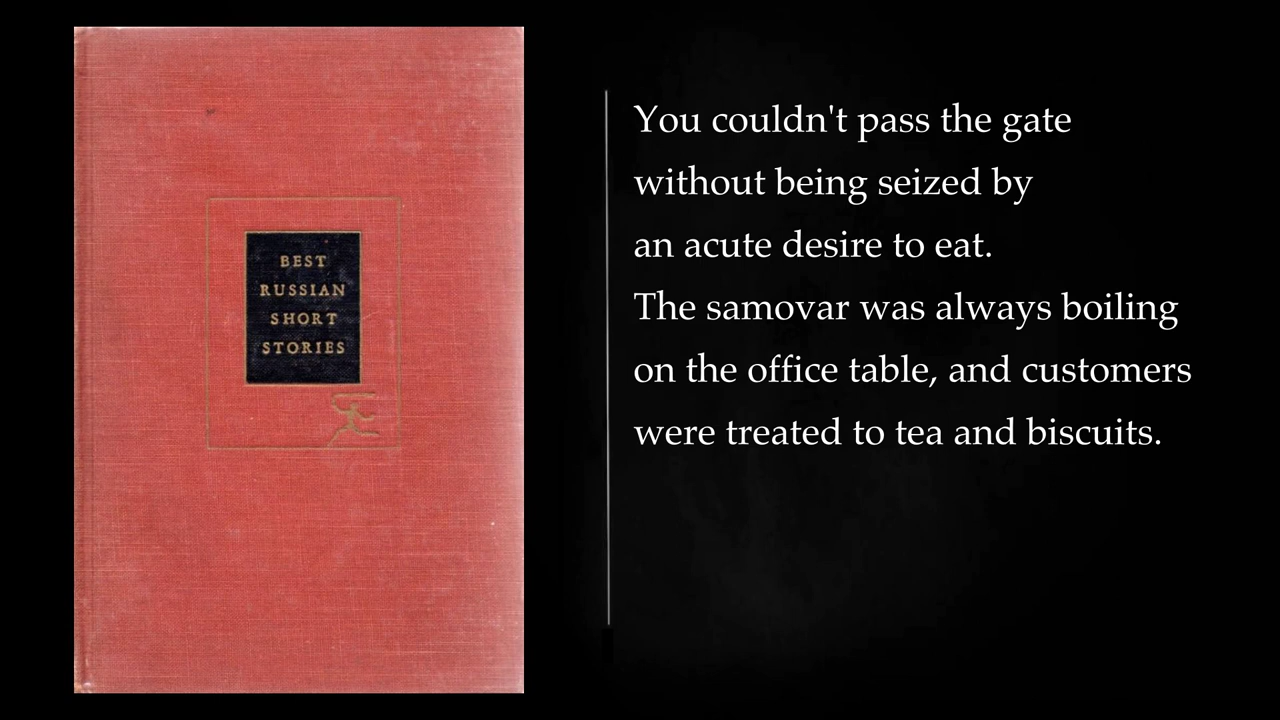 BEST
RUSSIAN
SHORT
STORIES
You couldn't pass the gate
without being seized by
an acute desire to eat.
The samovar was always boiling
on the office table, and customers
were treated to tea and biscuits.